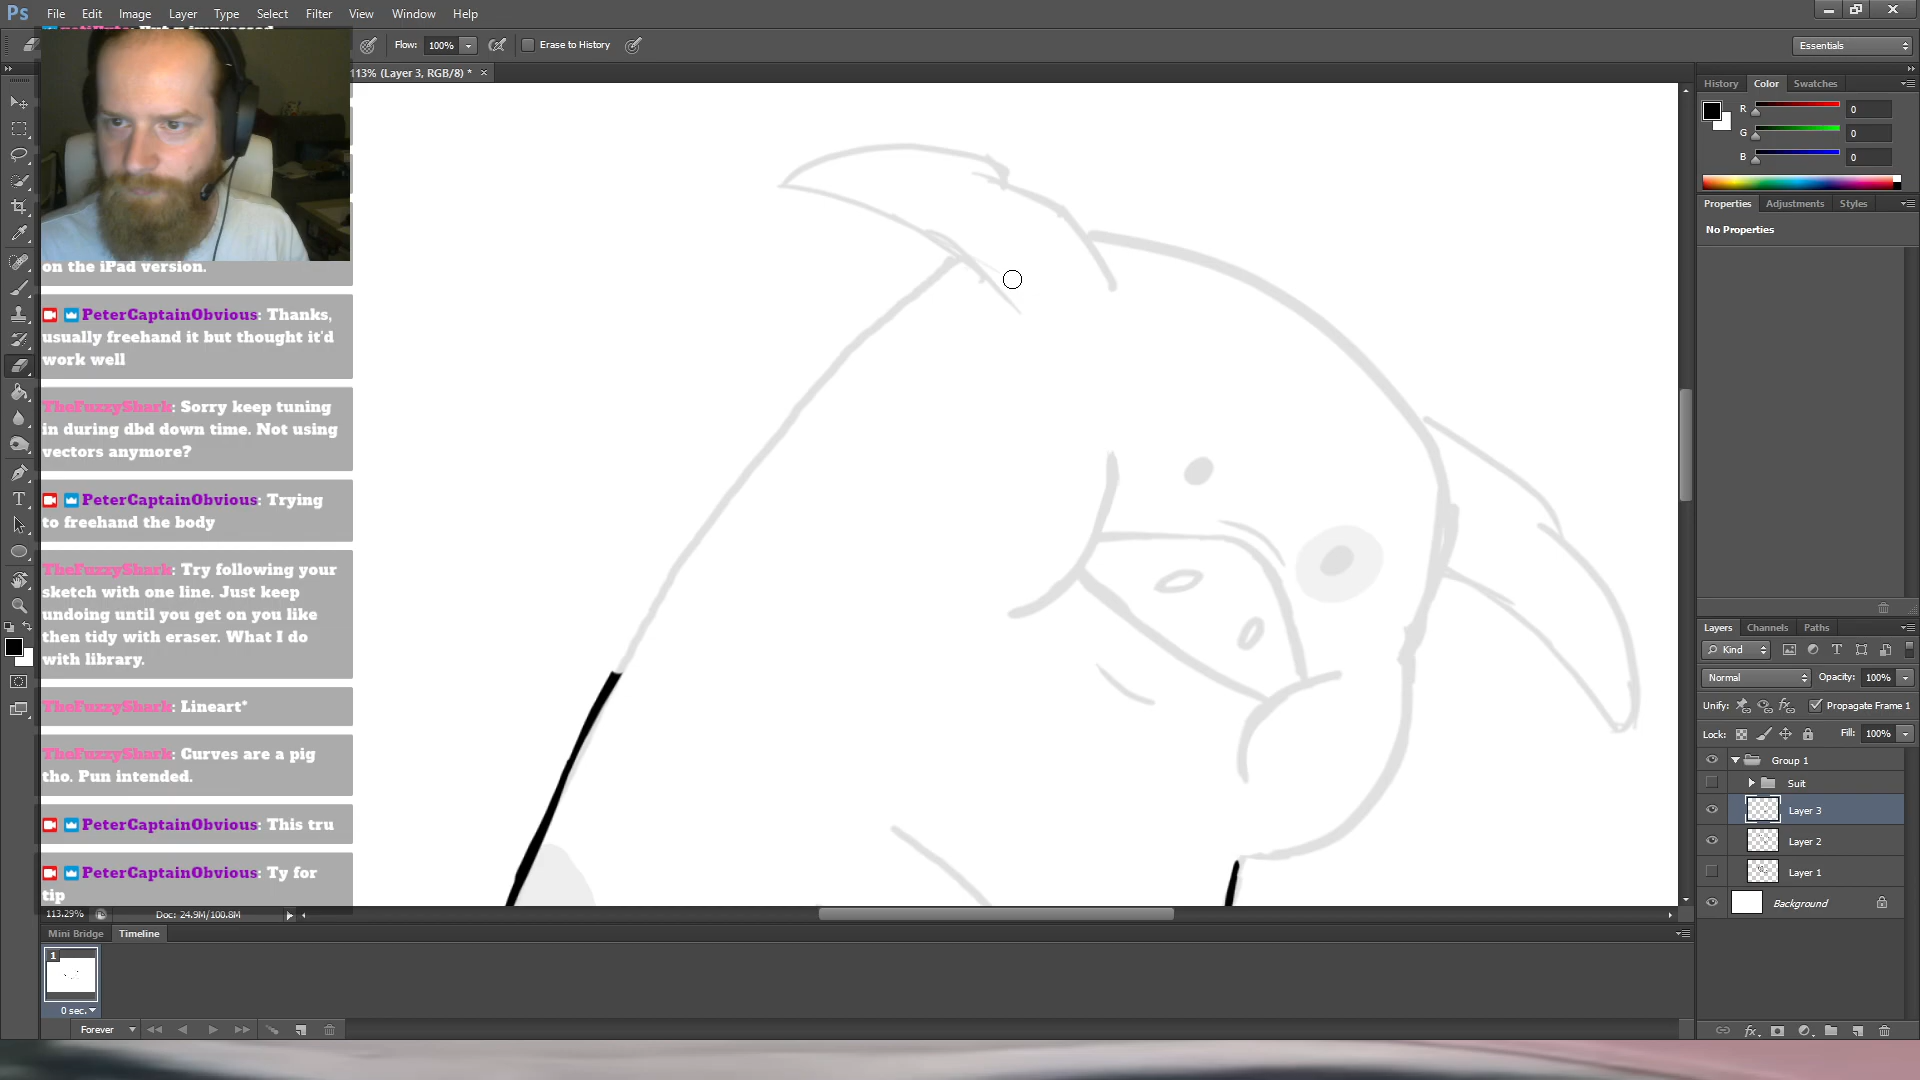 Ps File Edit Image Layer Type Select Filter View Window Help
Flow: 100% Erase to History
Essentials
113% (Layer 3, RGB/8) * ×
on the iPad version.
PeterCaptainObvious: Thanks,
usually freehand it but thought it'd
work well
TheFuzzyShark: Sorry keep tuning
in during dbd down time. Not using
vectors anymore?
PeterCaptainObvious: Trying
to freehand the body
TheFuzzyShark: Try following your
sketch with one line. Just keep
undoing until you get on you like
then tidy with eraser. What I do
with library.
TheFuzzyShark: Lineart*
TheFuzzyShark: Curves are a pig
tho. Pun intended.
PeterCaptainObvious: This tru
PeterCaptainObvious: Ty for
tip
113.29% Doc: 24.9M/100.8M
Mini Bridge Timeline
1
0 sec.
Forever
History Color Swatches
R 0
G 0
B 0
Properties Adjustments Styles
No Properties
Layers Channels Paths
Kind
Normal Opacity: 100%
Unify: Propagate Frame 1
Lock: Fill: 100%
Group 1
Suit
Layer 3
Layer 2
Layer 1
Background